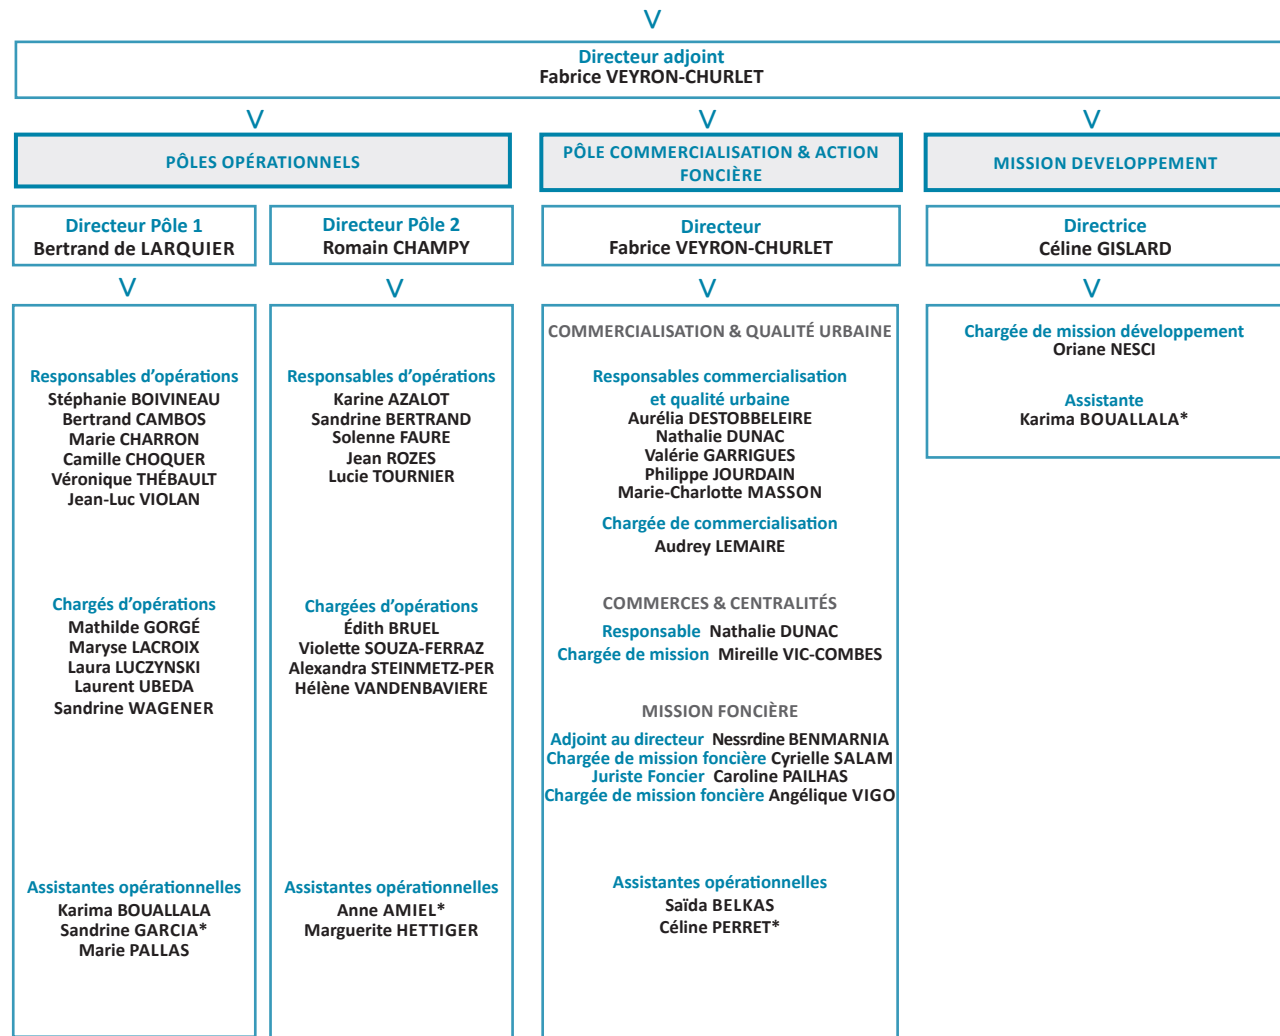 Directeur adjoint
Fabrice VEYRON-CHURLET
PÔLES OPÉRATIONNELS
Directeur Pôle 1
Bertrand de LARQUIER
Responsables d’opérations
Stéphanie BOIVINEAU
Bertrand CAMBOS
Marie CHARRON
Camille CHOQUER
Véronique THÉBAULT
Jean-Luc VIOLAN
Chargés d’opérations
Mathilde GORGÉ
Maryse LACROIX
Laura LUCZYNSKI
Laurent UBEDA
Sandrine WAGENER
Assistantes opérationnelles
Karima BOUALLALA
Sandrine GARCIA*
Marie PALLAS
Directeur Pôle 2
Romain CHAMPY
Responsables d’opérations
Karine AZALOT
Sandrine BERTRAND
Solenne FAURE
Jean ROZES
Lucie TOURNIER
Chargées d’opérations
Édith BRUEL
Violette SOUZA-FERRAZ
Alexandra STEINMETZ-PER
Hélène VANDENBAVIERE
Assistantes opérationnelles
Anne AMIEL*
Marguerite HETTIGER
PÔLE COMMERCIALISATION & ACTION
FONCIÈRE
Directeur
Fabrice VEYRON-CHURLET
COMMERCIALISATION & QUALITÉ URBAINE
Responsables commercialisation
et qualité urbaine
Aurélia DESTOBBELEIRE
Nathalie DUNAC
Valérie GARRIGUES
Philippe JOURDAIN
Marie-Charlotte MASSON
Chargée de commercialisation
Audrey LEMAIRE
COMMERCES & CENTRALITÉS
Responsable Nathalie DUNAC
Chargée de mission Mireille VIC-COMBES
MISSION FONCIÈRE
Adjoint au directeur Nessrdine BENMARNIA
Chargée de mission foncière Cyrielle SALAM
Juriste Foncier Caroline PAILHAS
Chargée de mission foncière Angélique VIGO
Assistantes opérationnelles
Saïda BELKAS
Céline PERRET*
MISSION DEVELOPPEMENT
Directrice
Céline GISLARD
Chargée de mission développement
Oriane NESCI
Assistante
Karima BOUALLALA*